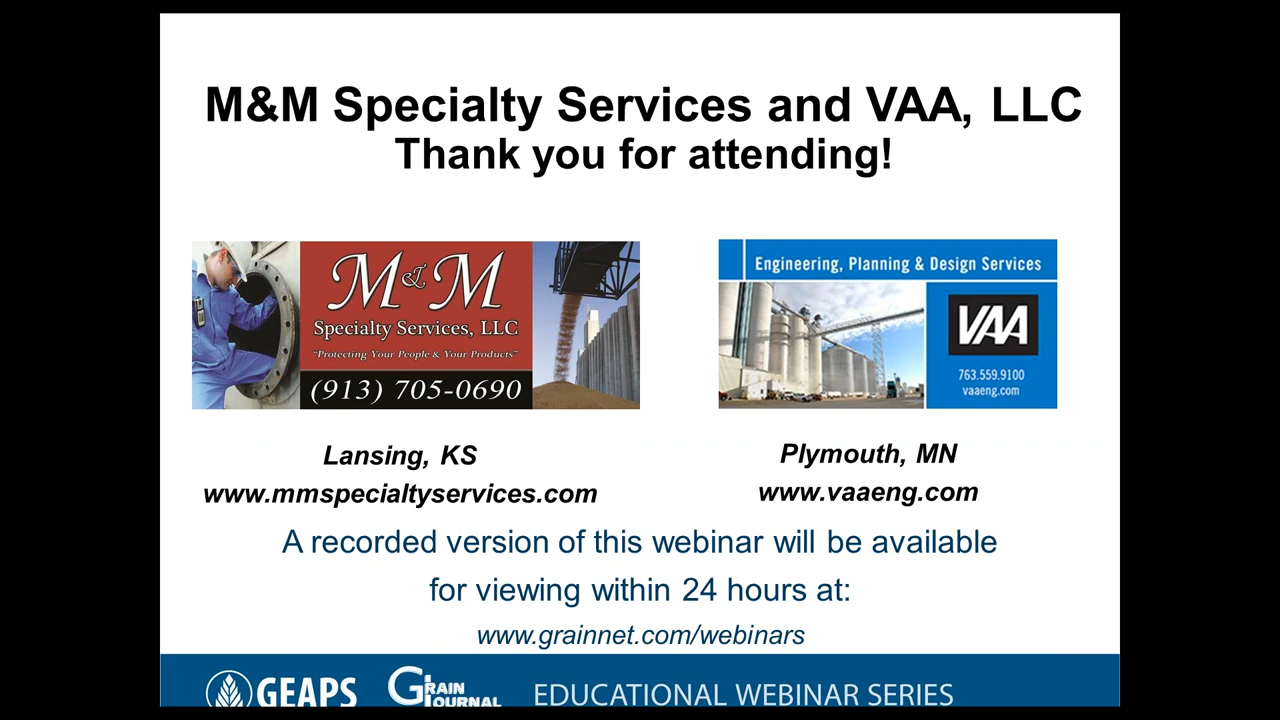 M&M Specialty Services and VAA, LLC
Thank you for attending!
M&M
Specialty Services, LLC
"Protecting Your People & Your Products"
(913) 705-0690
Engineering, Planning & Design Services
VAA
763.559.9100
vaaeng.com
Lansing, KS
www.mmspecialtyservices.com
Plymouth, MN
www.vaaeng.com
A recorded version of this webinar will be available
for viewing within 24 hours at:
www.grainnet.com/webinars
GEAPS
GRAIN
JOURNAL
EDUCATIONAL WEBINAR SERIES